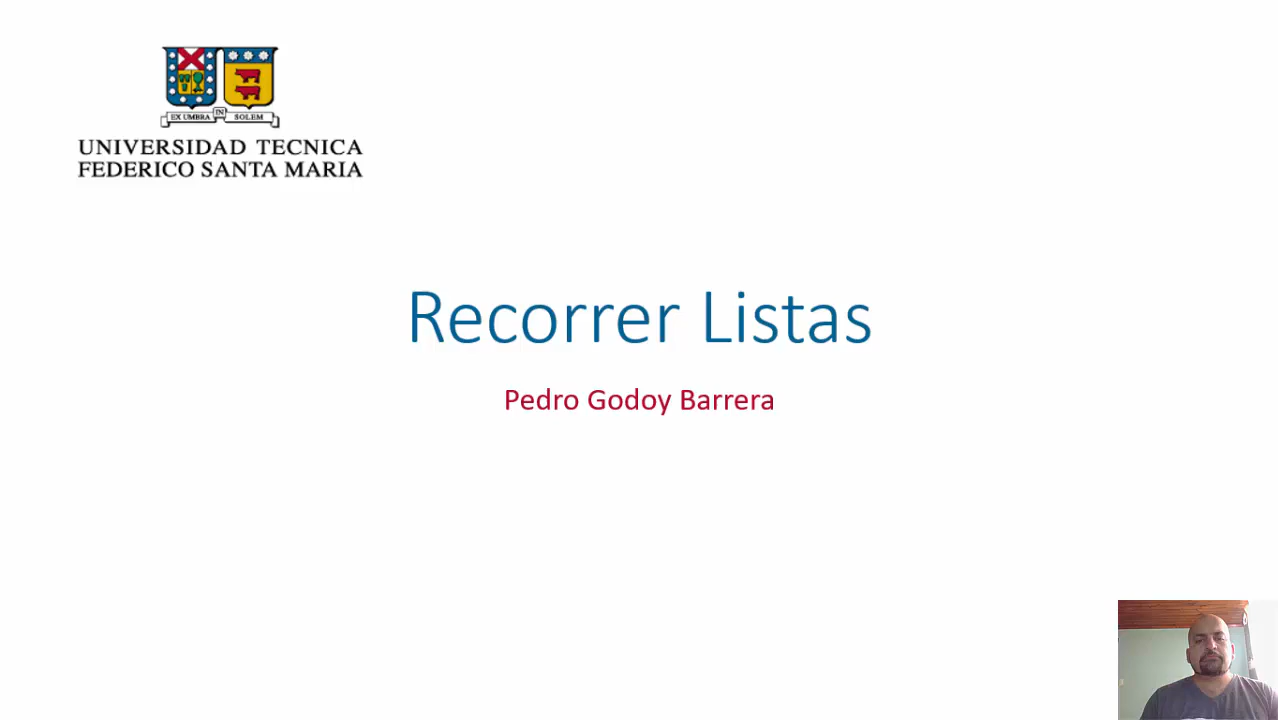 EX UMBRA IN SOLEM
UNIVERSIDAD TECNICA
FEDERICO SANTA MARIA
Recorrer Listas
Pedro Godoy Barrera